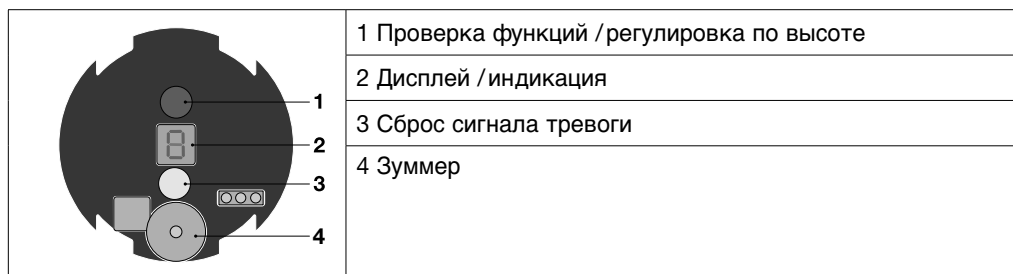 1 Проверка функций /регулировка по высоте
2 Дисплей /индикация
3 Сброс сигнала тревоги
4 Зуммер
1
2
3
4